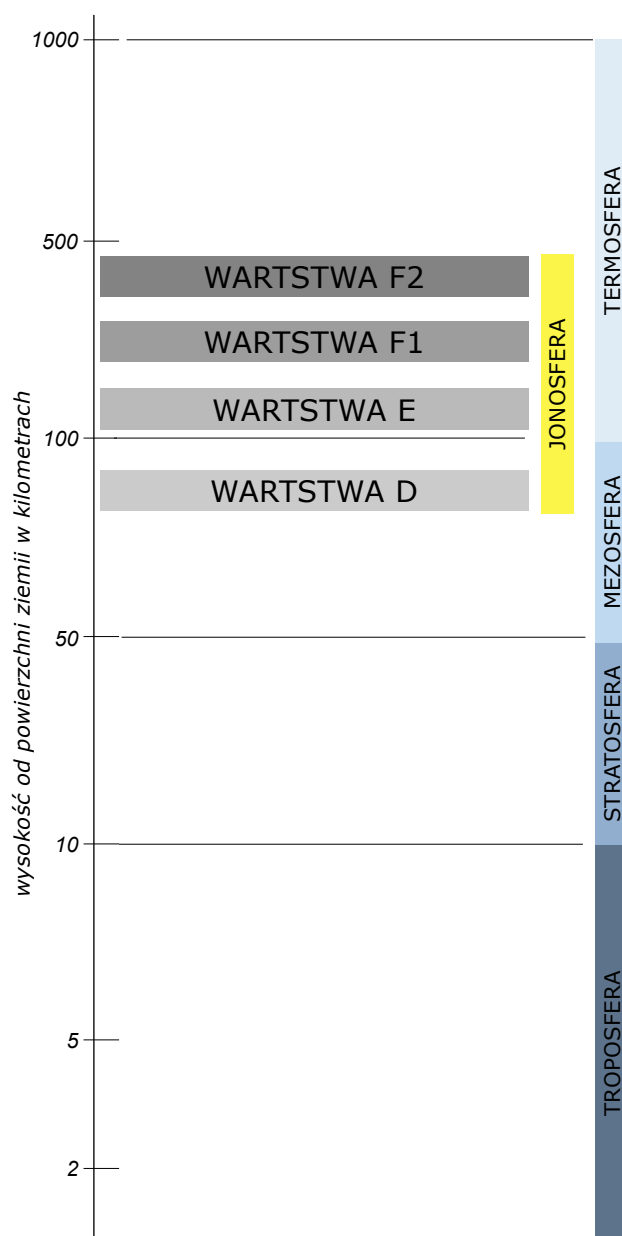 1000
500
100
50
10
5
2
wysokość od powierzchni ziemii w kilometrach
WARTSTWA F2
WARTSTWA F1
WARTSTWA E
WARTSTWA D
JONOSFERA
TERMOSFERA
MEZOSFERA
STRATOSFERA
TROPOSFERA